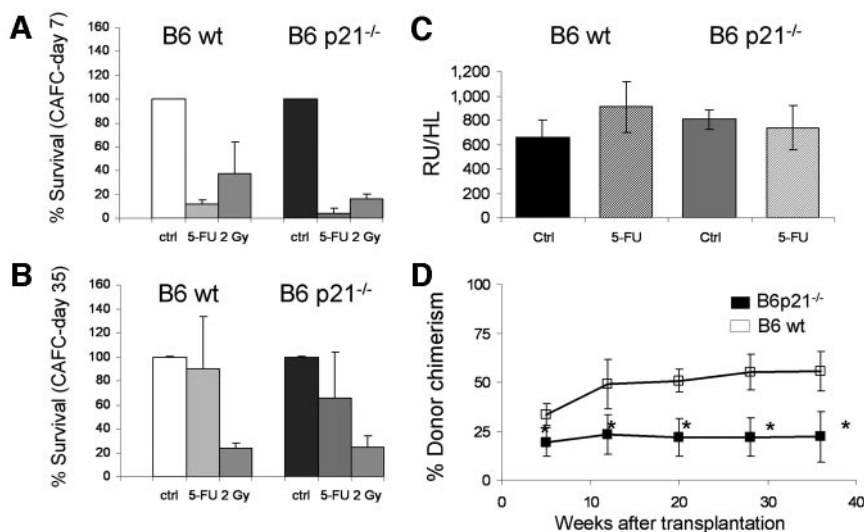 A
B6 wt B6 p21-/-
% Survival (CAFC-day 7)
160
140
120
100
80
60
40
20
0
ctrl 5-FU 2 Gy ctrl 5-FU 2 Gy
B
B6 wt B6 p21-/-
% Survival (CAFC-day 35)
160
140
120
100
80
60
40
20
0
ctrl 5-FU 2 Gy ctrl 5-FU 2 Gy
C
B6 wt B6 p21-/-
RU/HL
1,200
1,000
800
600
400
200
0
Ctrl 5-FU Ctrl 5-FU
D
B6p21-/-
B6 wt
% Donor chimerism
100
75
50
25
0
* * * * *
0 10 20 30 40
Weeks after transplantation